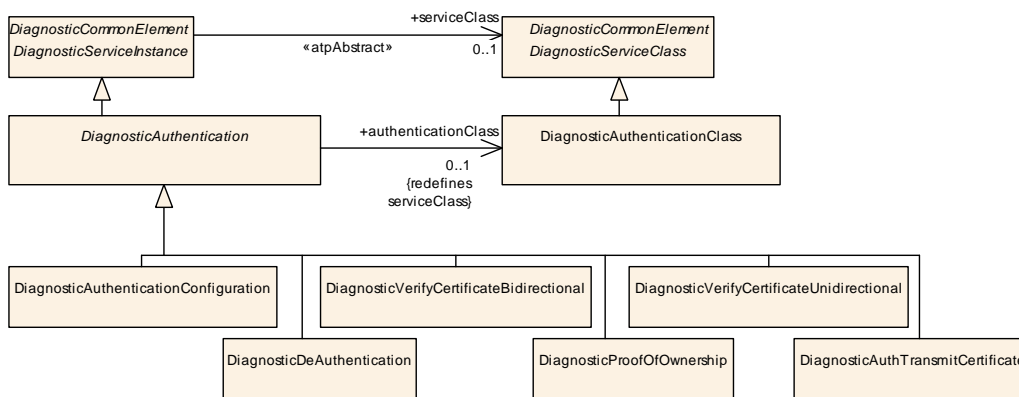 DiagnosticCommonElement
DiagnosticServiceInstance
+serviceClass
«atpAbstract»
0..1
DiagnosticCommonElement
DiagnosticServiceClass
DiagnosticAuthentication
+authenticationClass
0..1
{redefines
serviceClass}
DiagnosticAuthenticationClass
DiagnosticAuthenticationConfiguration
DiagnosticVerifyCertificateBidirectional
DiagnosticVerifyCertificateUnidirectional
DiagnosticDeAuthentication
DiagnosticProofOfOwnership
DiagnosticAuthTransmitCertificate